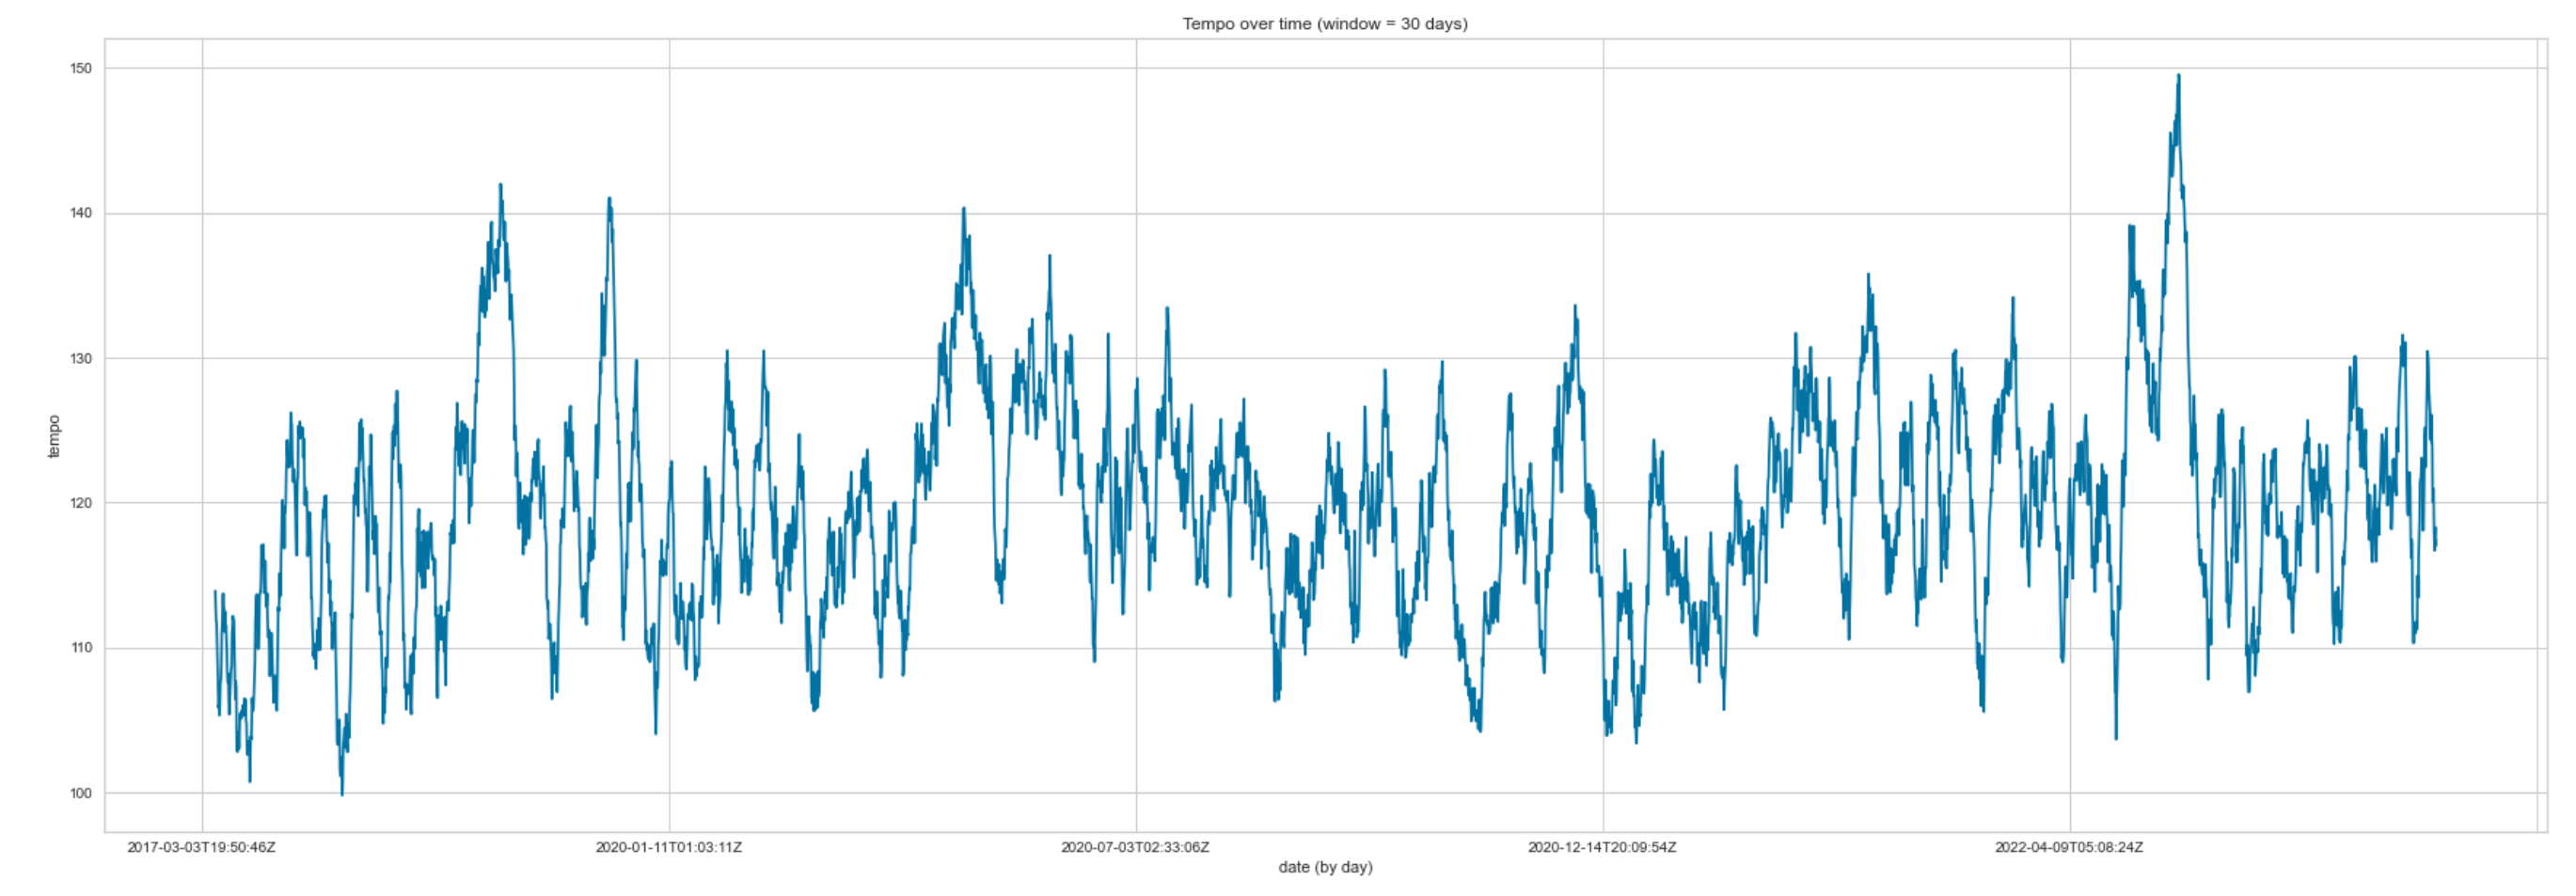 Tempo over time (window = 30 days)
150
140
130
120
110
100
tempo
2017-03-03T19:50:46Z
2020-01-11T01:03:11Z
2020-07-03T02:33:06Z
2020-12-14T20:09:54Z
2022-04-09T05:08:24Z
date (by day)